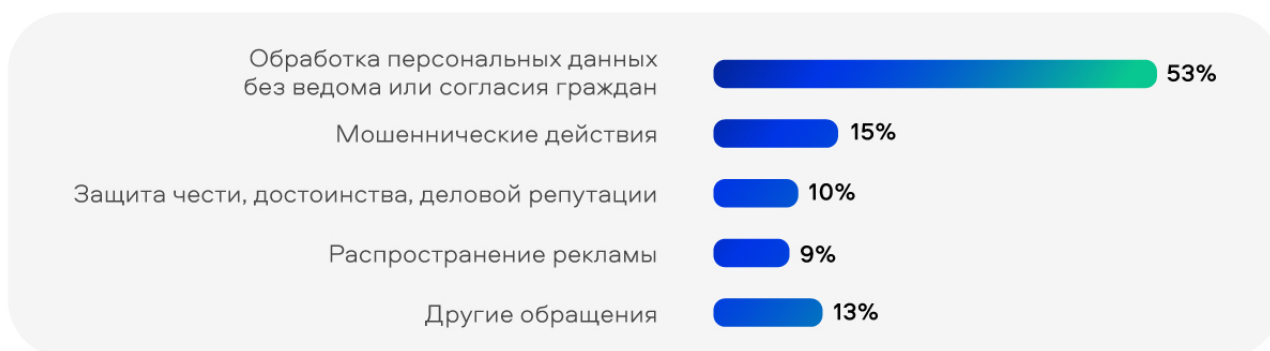 Обработка персональных данных
без ведома или согласия граждан
53%
Мошеннические действия
15%
Защита чести, достоинства, деловой репутации
10%
Распространение рекламы
9%
Другие обращения
13%